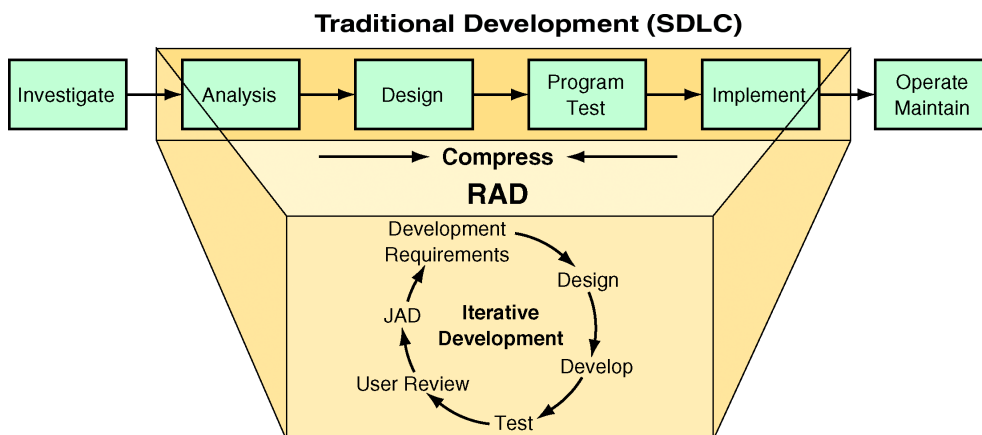 Traditional Development (SDLC)
Investigate
Analysis
Design
Program
Test
Implement
Operate
Maintain
Compress
RAD
Development
Requirements
Design
Develop
Test
User Review
JAD
Iterative
Development